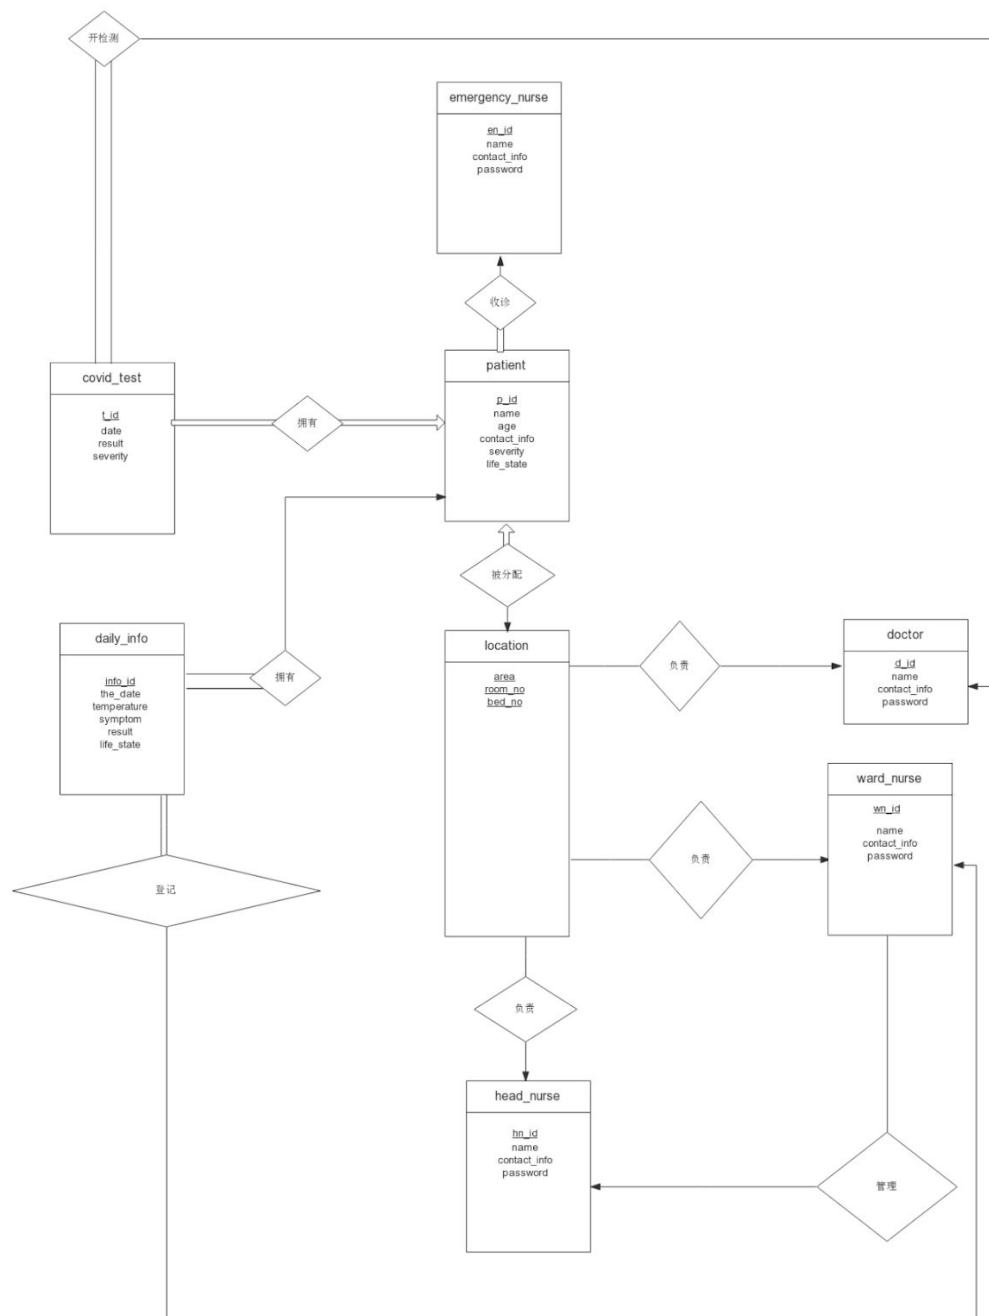 开检测
emergency_nurse
en_id
name
contact_info
password
收诊
covid_test
t_id
date
result
severity
拥有
patient
p_id
name
age
contact_info
severity
life_state
被分配
daily_info
info_id
the_date
temperature
symptom
result
life_state
拥有
location
area
room_no
bed_no
负责
doctor
d_id
name
contact_info
password
负责
ward_nurse
wn_id
name
contact_info
password
登记
负责
head_nurse
hn_id
name
contact_info
password
管理